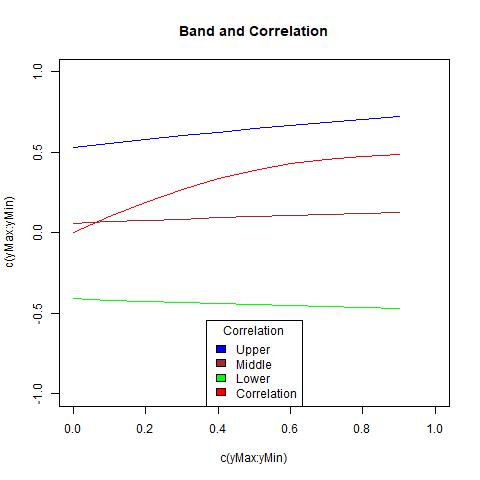 Band and Correlation
c(yMax:yMin)
1.0
0.5
0.0
-0.5
-1.0
Correlation
Upper
Middle
Lower
Correlation
0.0 0.2 0.4 0.6 0.8 1.0
c(yMax:yMin)